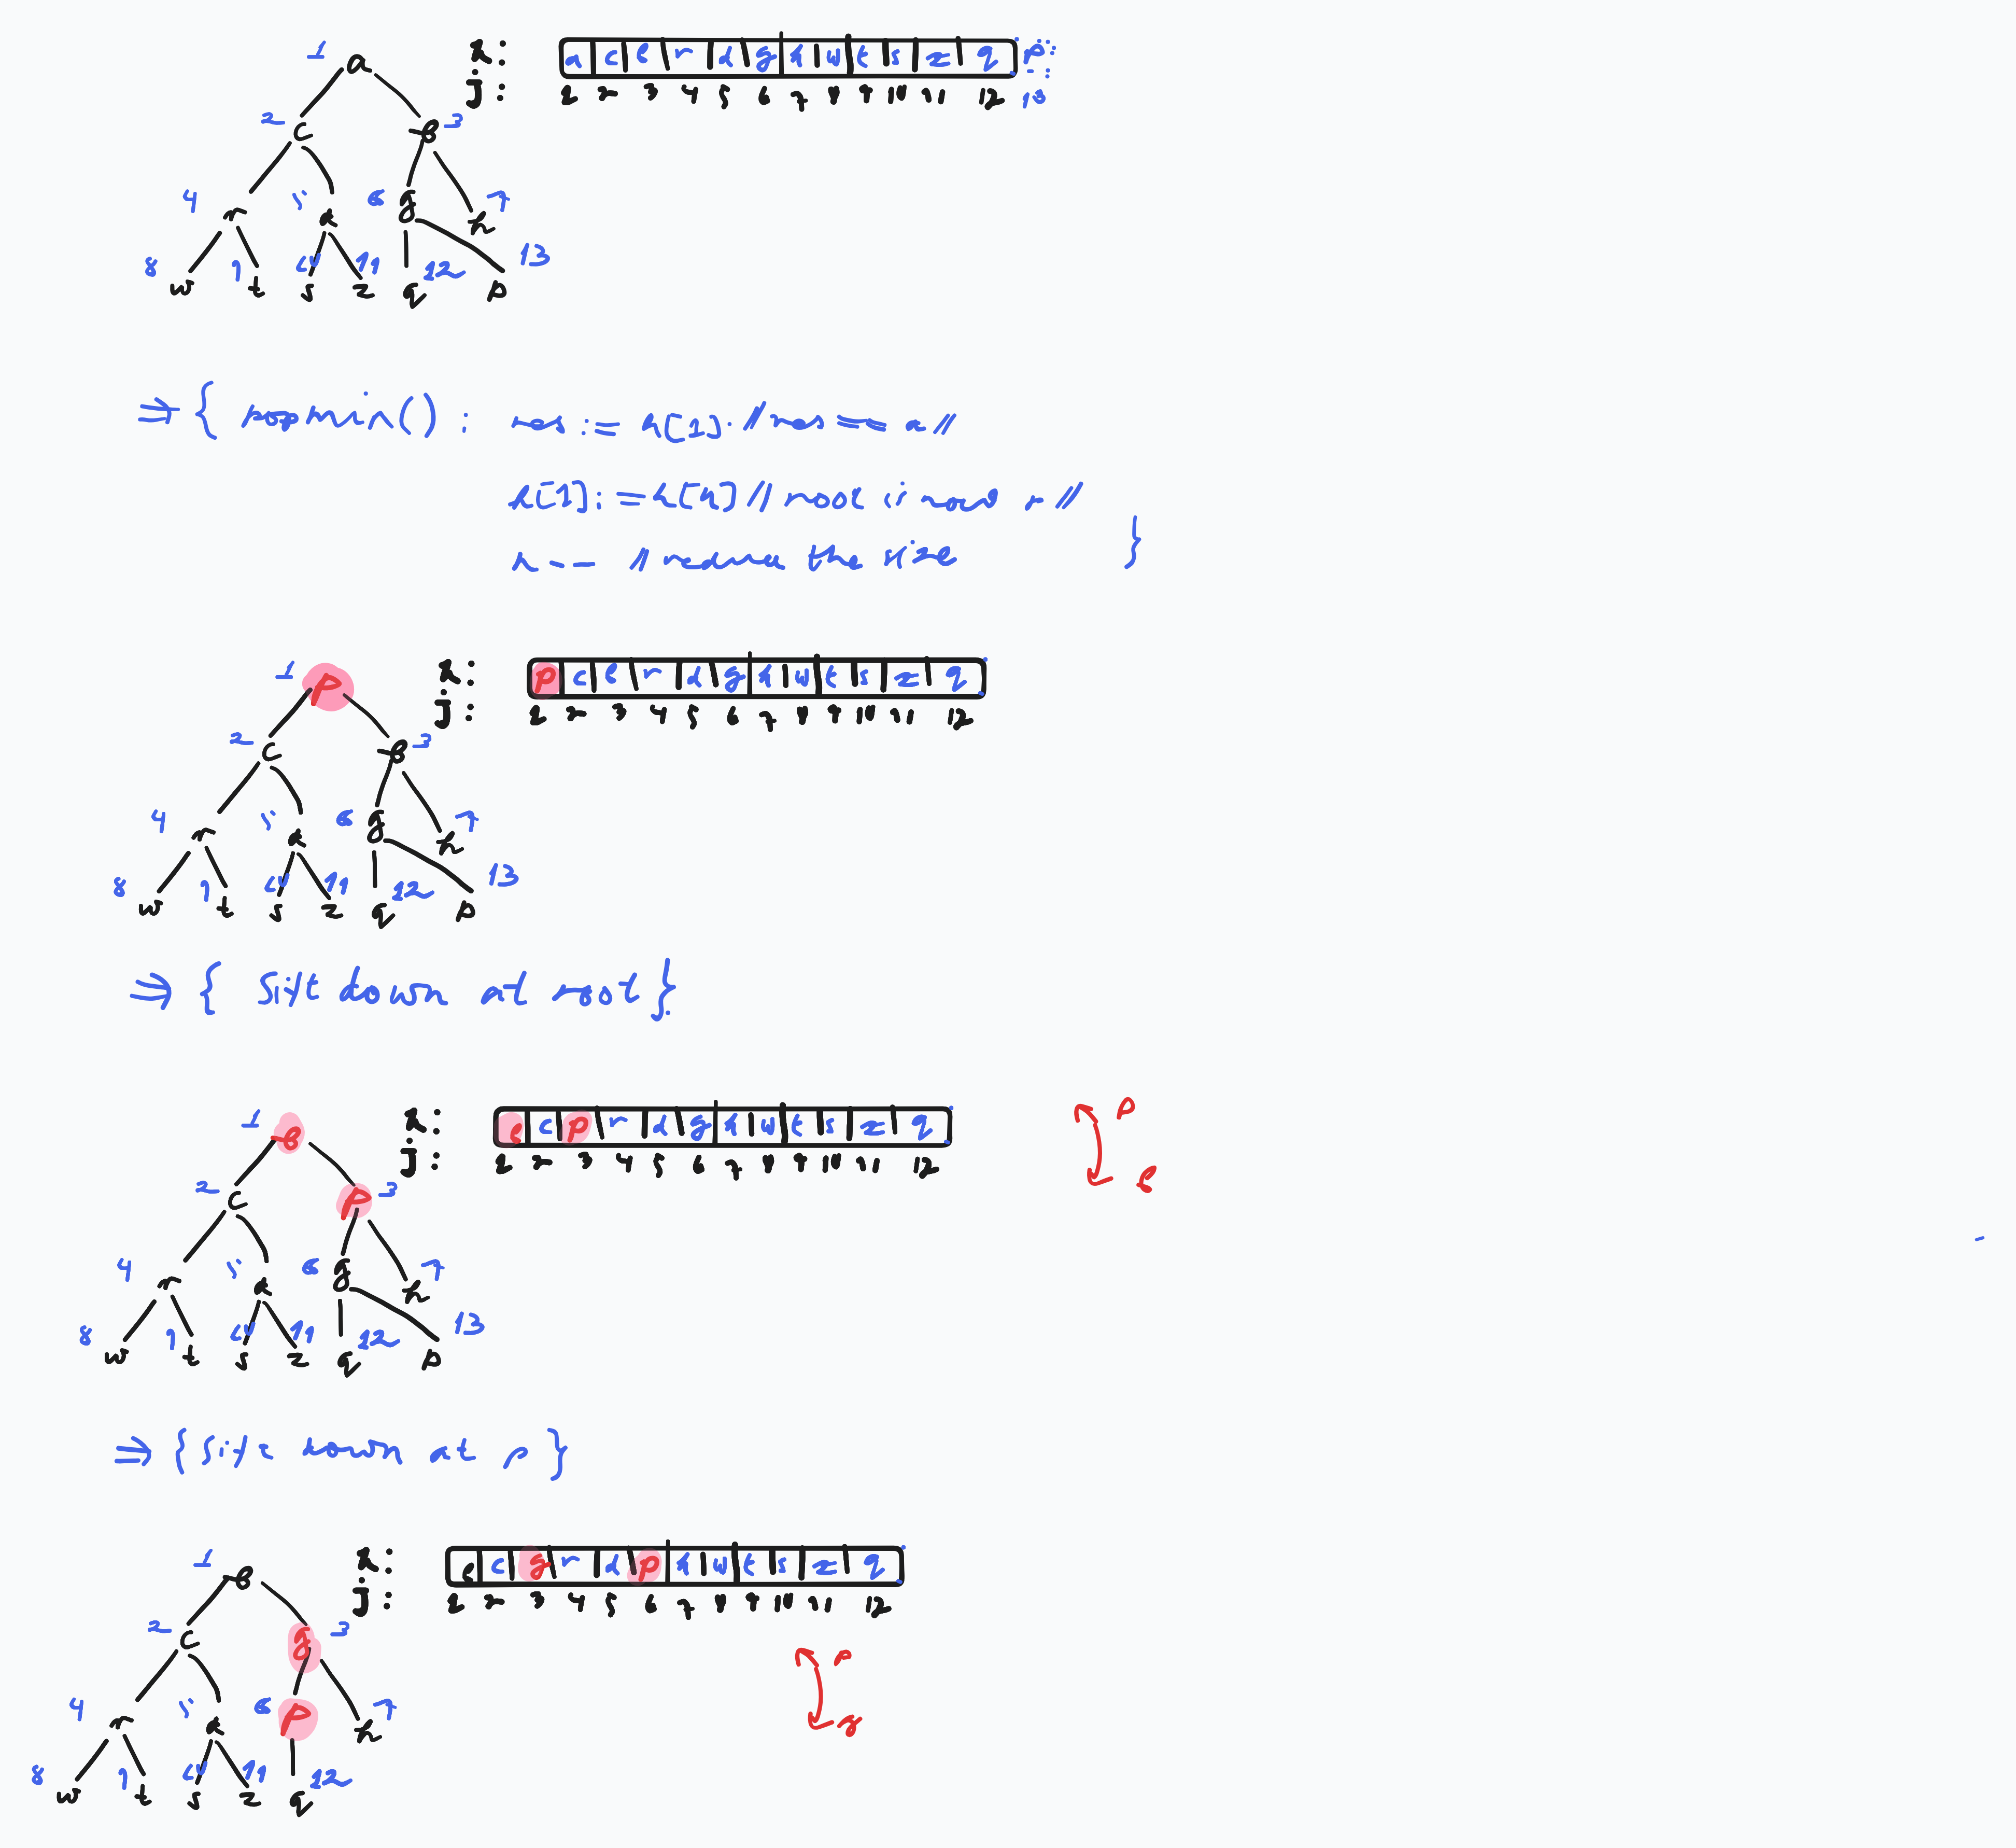 1 a
h: a c b r d g h w t s z q p
j: 1 2 3 4 5 6 7 8 9 10 11 12 13
2 c b 3
4 r 5 d 6 g h 7
8 w 9 t 10 s 11 z 12 q 13 p
⇒ { popmin() : res := h[1]; // res == a //
h[1] := h[n] // root is now p //
n -- // reduce the size }
1 p
h: p c b r d g h w t s z q
j: 1 2 3 4 5 6 7 8 9 10 11 12
2 c b 3
4 r 5 d 6 g h 7
8 w 9 t 10 s 11 z 12 q 13 p
⇒ { Sift down at root }
1 b
h: b c p r d g h w t s z q
j: 1 2 3 4 5 6 7 8 9 10 11 12
p
b
2 c p 3
4 r 5 d 6 g h 7
8 w 9 t 10 s 11 z 12 q 13 p
⇒ { Sift down at p }
1 b
h: b c g r d p h w t s z q
j: 1 2 3 4 5 6 7 8 9 10 11 12
2 c g 3
p
g
4 r 5 d 6 p h 7
8 w 9 t 10 s 11 z 12 q